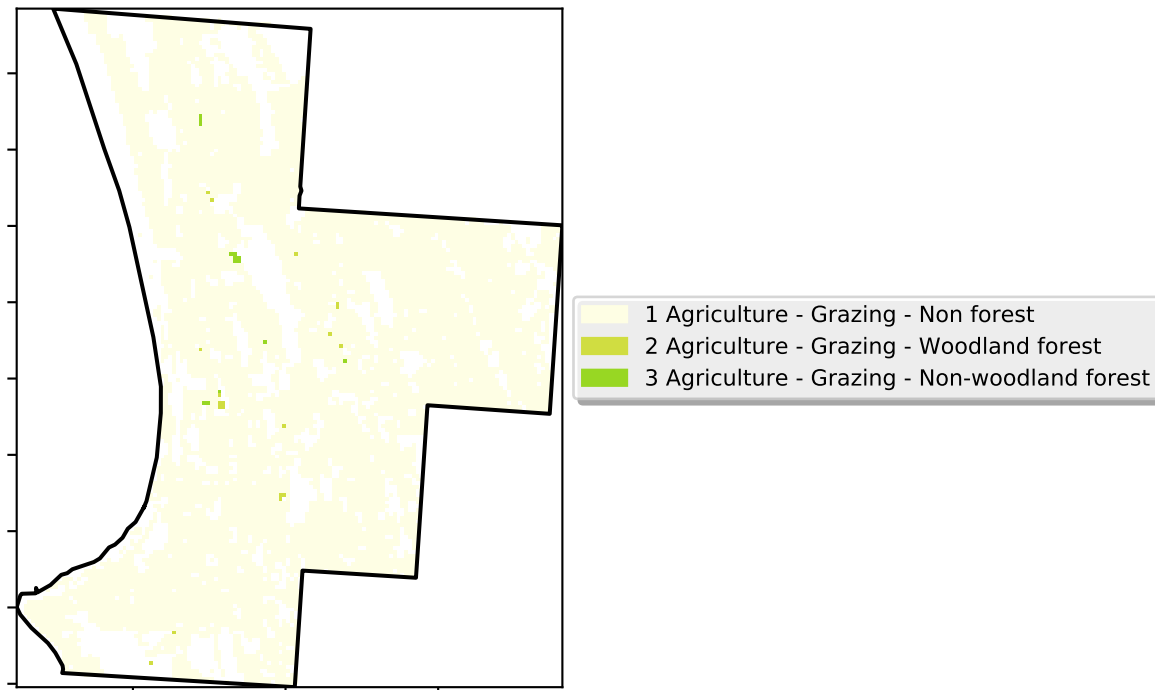 1 Agriculture - Grazing - Non forest
2 Agriculture - Grazing - Woodland forest
3 Agriculture - Grazing - Non-woodland forest